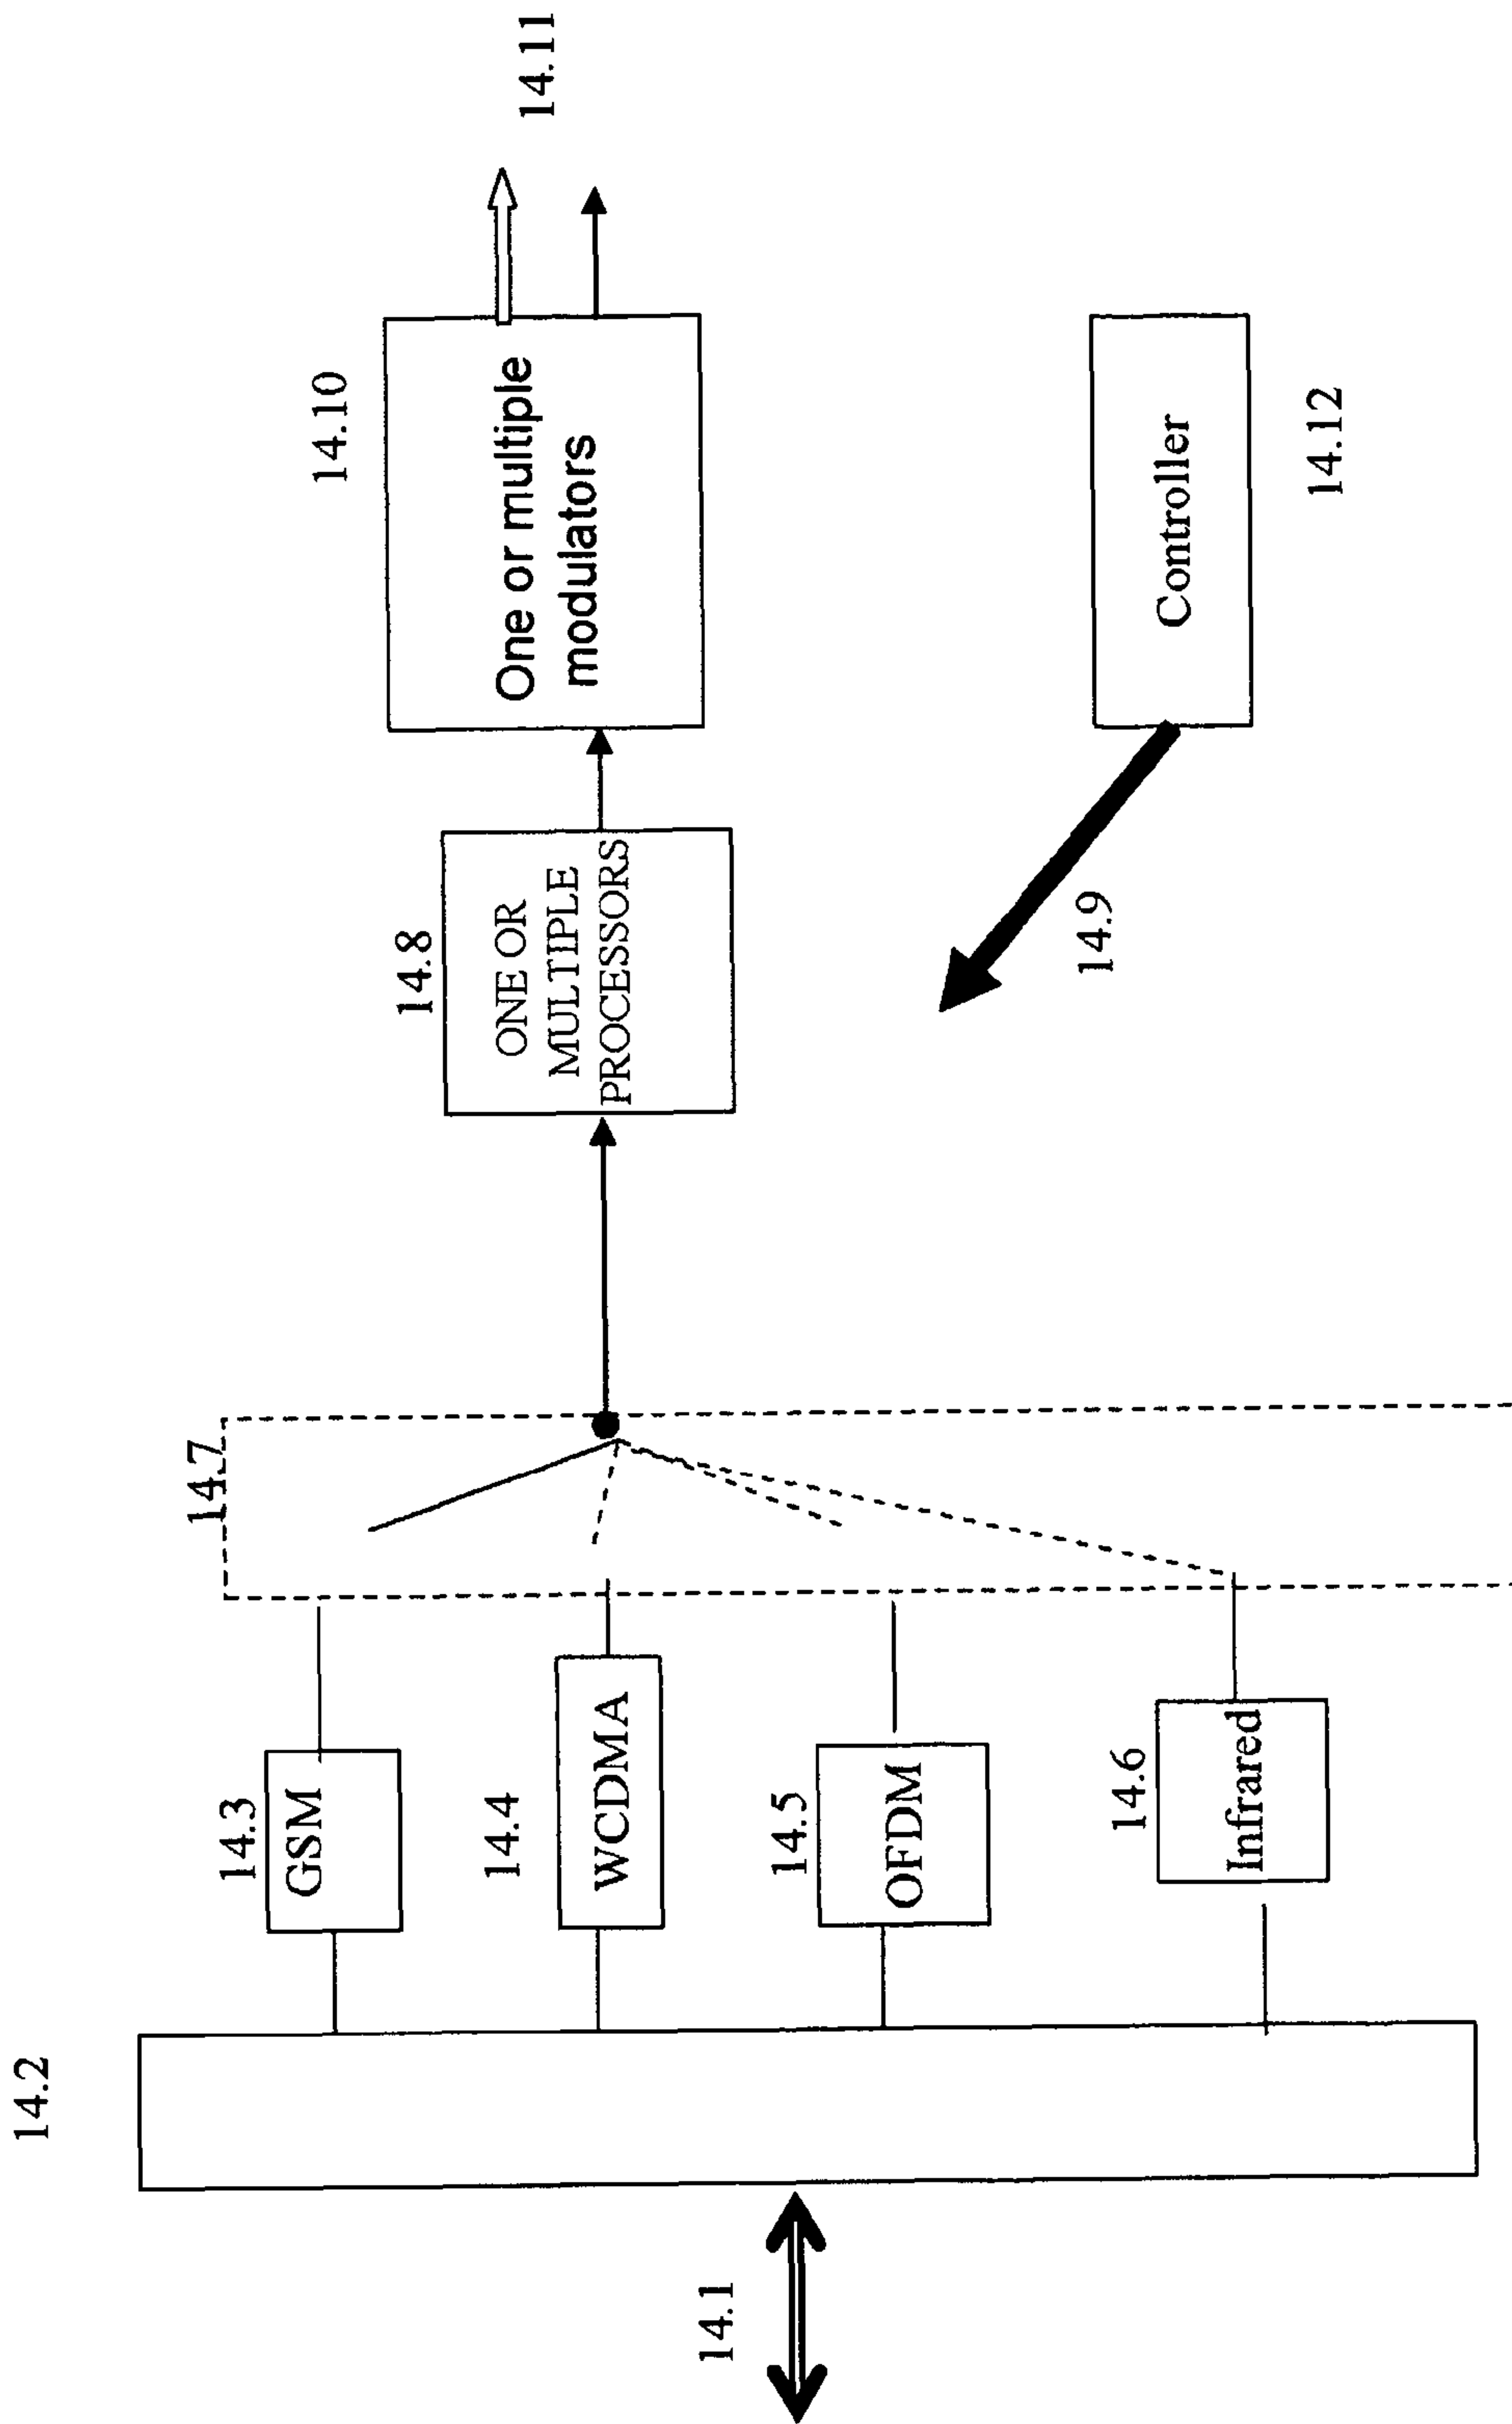 14.1
14.2
14.3
GSM
14.4
WCDMA
14.5
OFDM
14.6
Infrared
14.7
14.8
ONE OR
MULTIPLE
PROCESSORS
14.9
14.10
One or multiple
modulators
14.11
Controller
14.12